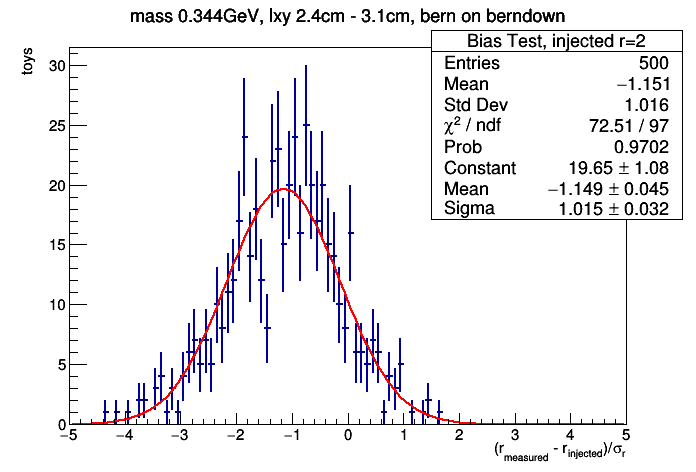 mass 0.344GeV, lxy 2.4cm - 3.1cm, bern on berndown
toys
Bias Test, injected r=2
Entries 500
Mean −1.151
Std Dev 1.016
χ² / ndf 72.51 / 97
Prob 0.9702
Constant 19.65 ± 1.08
Mean −1.149 ± 0.045
Sigma 1.015 ± 0.032
30
25
20
15
10
5
0
−5 −4 −3 −2 −1 0 1 2 3 4 5
(r_measured - r_injected)/σ_r